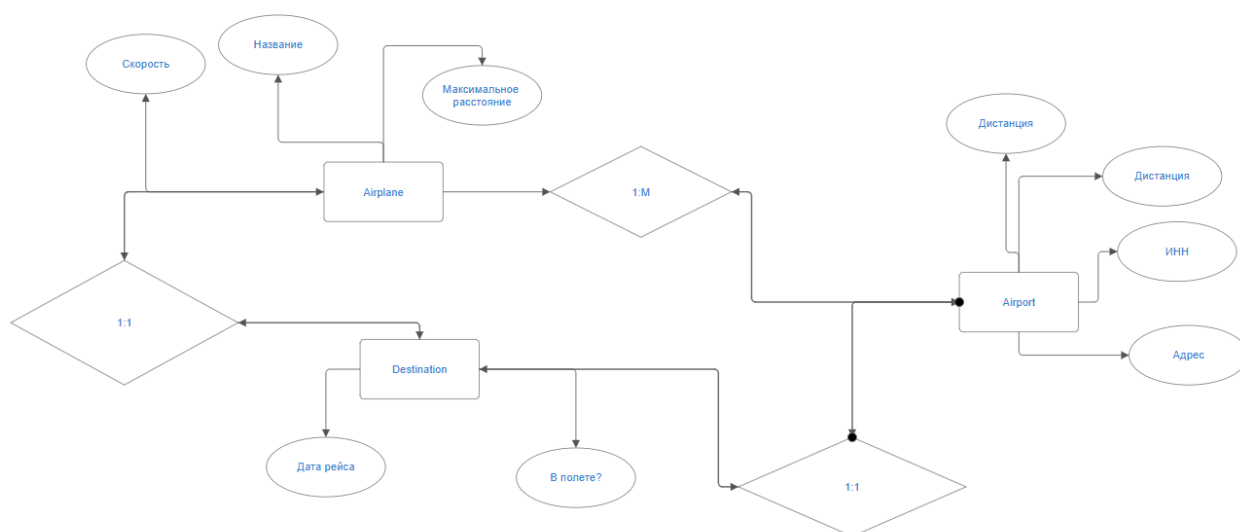 Название
Скорость
Максимальное
расстояние
Дистанция
Дистанция
Airplane
1:M
ИНН
Airport
1:1
Адрес
Destination
Дата рейса
В полете?
1:1